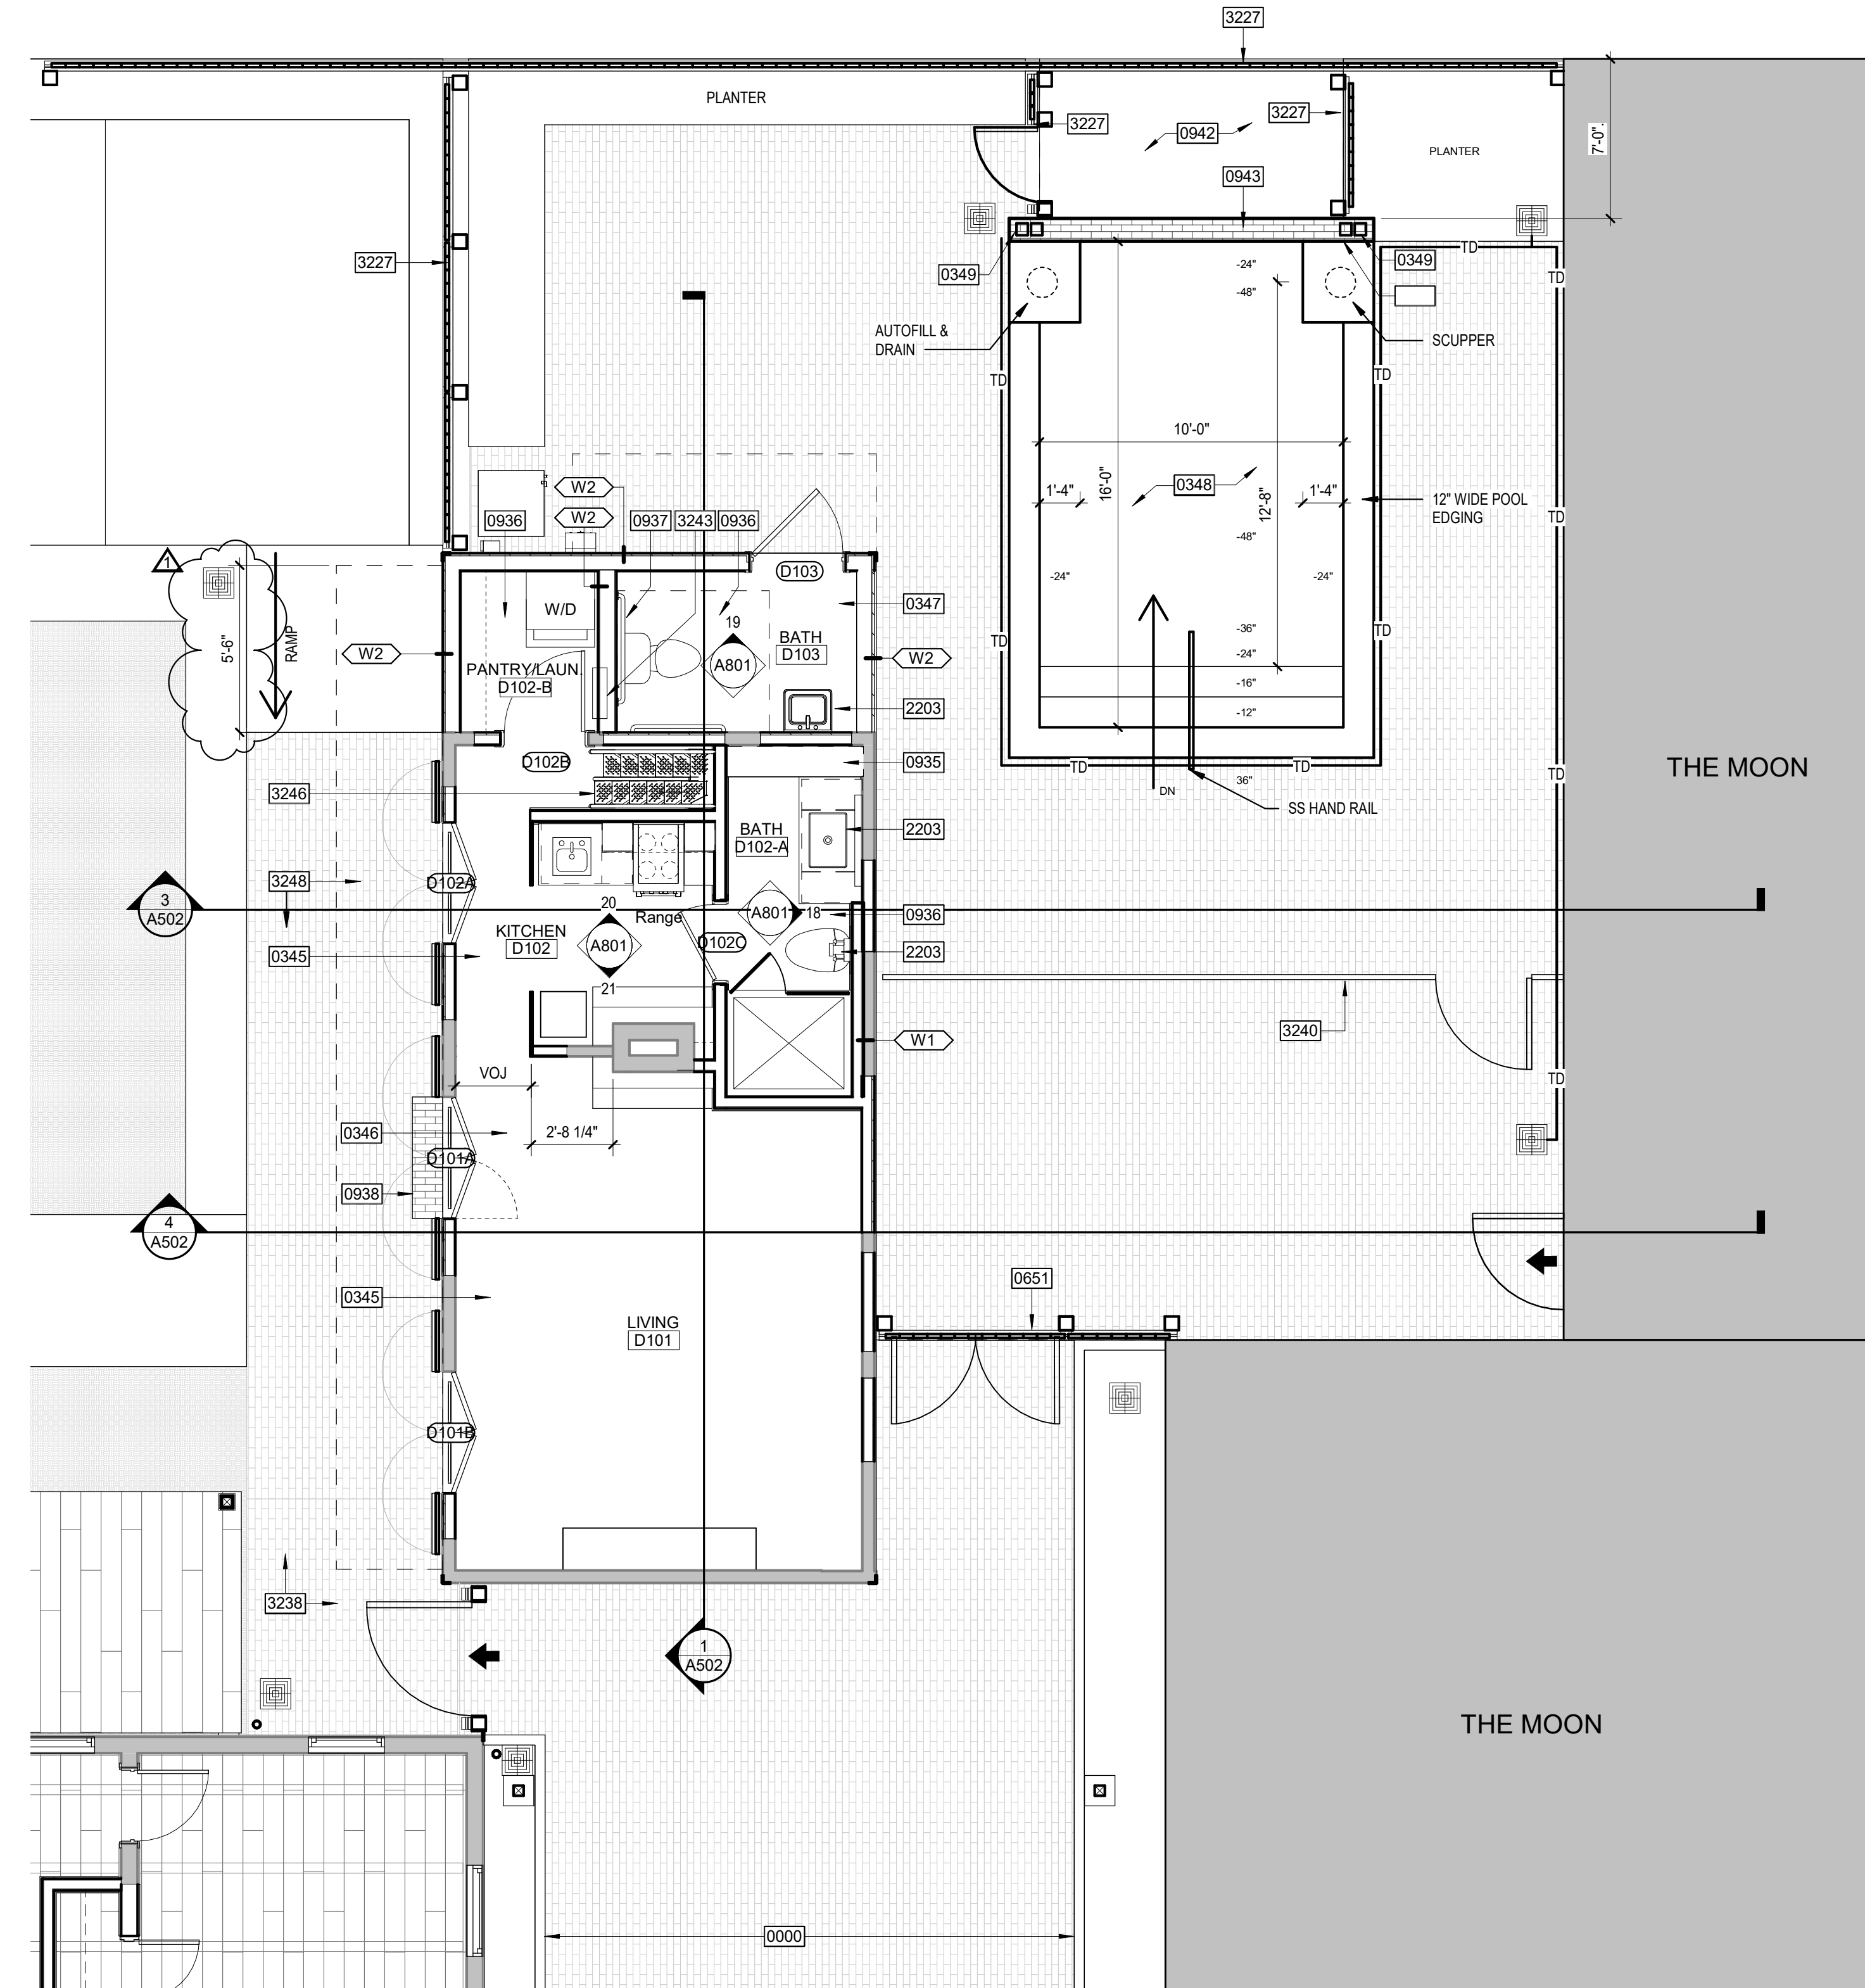 3227
PLANTER
3227
3227
0942
PLANTER
7'-0".
0943
3227
0349
0349
TD
TD
-24"
-48"
AUTOFILL &
DRAIN
SCUPPER
TD
TD
10'-0"
16'-0"
12'-8"
1'-4"
0348
1'-4"
12" WIDE POOL
EDGING
TD
W2
W2
0936
0937
3243
0936
-48"
1
D103
-24"
-24"
0347
W/D
19
BATH
D103
A801
5'-6"
RAMP
W2
W2
PANTRY/LAUN.
D102-B
TD
TD
-36"
-24"
-16"
-12"
2203
D102B
0935
TD
TD
TD
36"
DN
THE MOON
3246
SS HAND RAIL
BATH
D102-A
2203
3248
D102A
3
A502
20
Range
A801
18
0936
KITCHEN
D102
A801
D102C
2203
0345
21
3240
W1
VOJ
TD
0346
2'-8 1/4"
D101A
0938
4
A502
0345
0651
LIVING
D101
D101B
3238
1
A502
THE MOON
0000